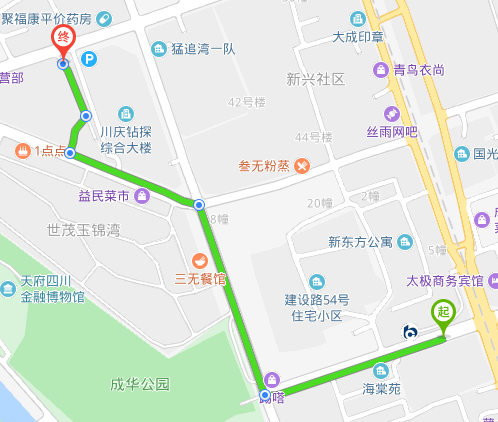 聚福康平价药房
大成印章
终
猛追湾一队
青鸟衣尚
营部
新兴社区
42号楼
川庆钻探
综合大楼
丝雨网吧
44号楼
1点点
国光
叁无粉蒸
益民菜市
20幢
2幢
8幢
世茂玉锦湾
新东方公寓
5幢
三无餐馆
天府四川
金融博物馆
太极商务宾馆
建设路54号
住宅小区
起
成华公园
海棠苑